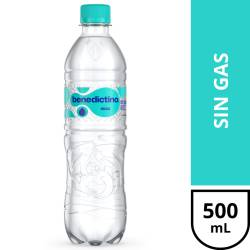 benedictino
SIN GAS
500
mL